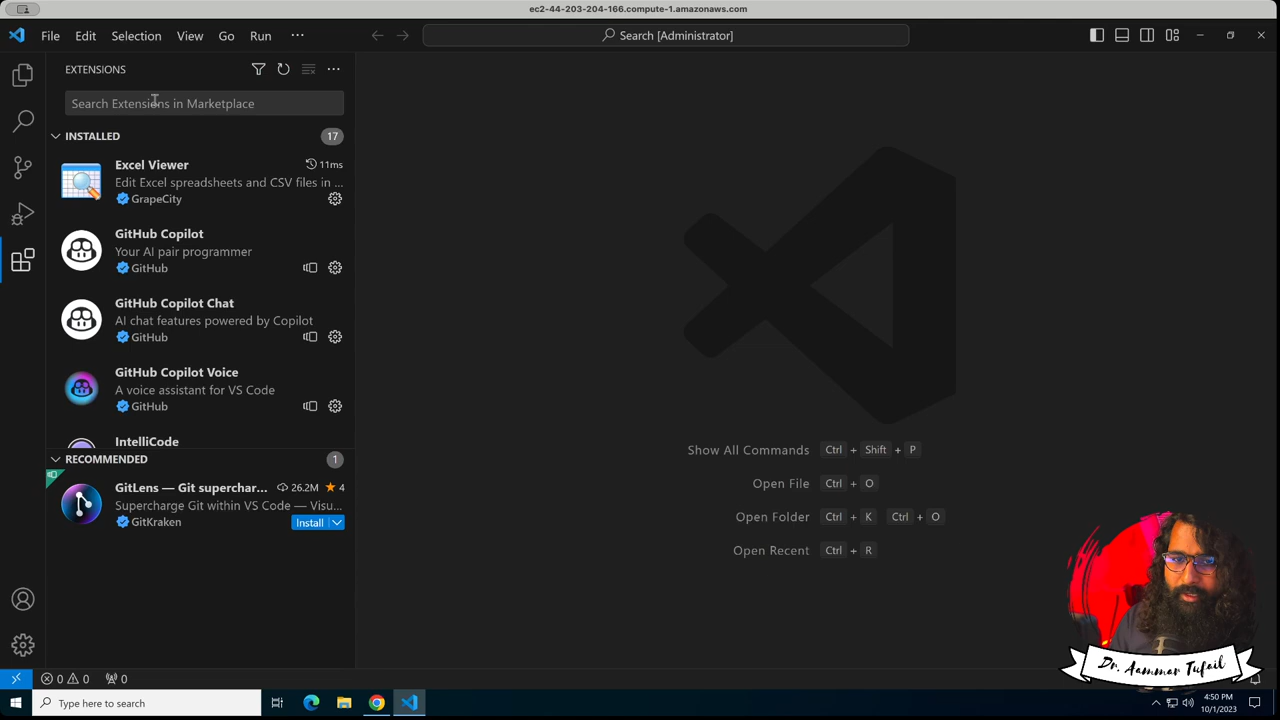 ec2-44-203-204-166.compute-1.amazonaws.com
File Edit Selection View Go Run ···
Search [Administrator]
EXTENSIONS
Search Extensions in Marketplace
INSTALLED 17
Excel Viewer 11ms
Edit Excel spreadsheets and CSV files in ...
GrapeCity
GitHub Copilot
Your AI pair programmer
GitHub
GitHub Copilot Chat
AI chat features powered by Copilot
GitHub
GitHub Copilot Voice
A voice assistant for VS Code
GitHub
IntelliCode
RECOMMENDED 1
GitLens — Git superchar... 26.2M ★ 4
Supercharge Git within VS Code — Visu...
GitKraken Install
Show All Commands Ctrl + Shift + P
Open File Ctrl + O
Open Folder Ctrl + K Ctrl + O
Open Recent Ctrl + R
Dr. Aammar Tufail
0 0 0
Type here to search
4:50 PM
10/1/2023